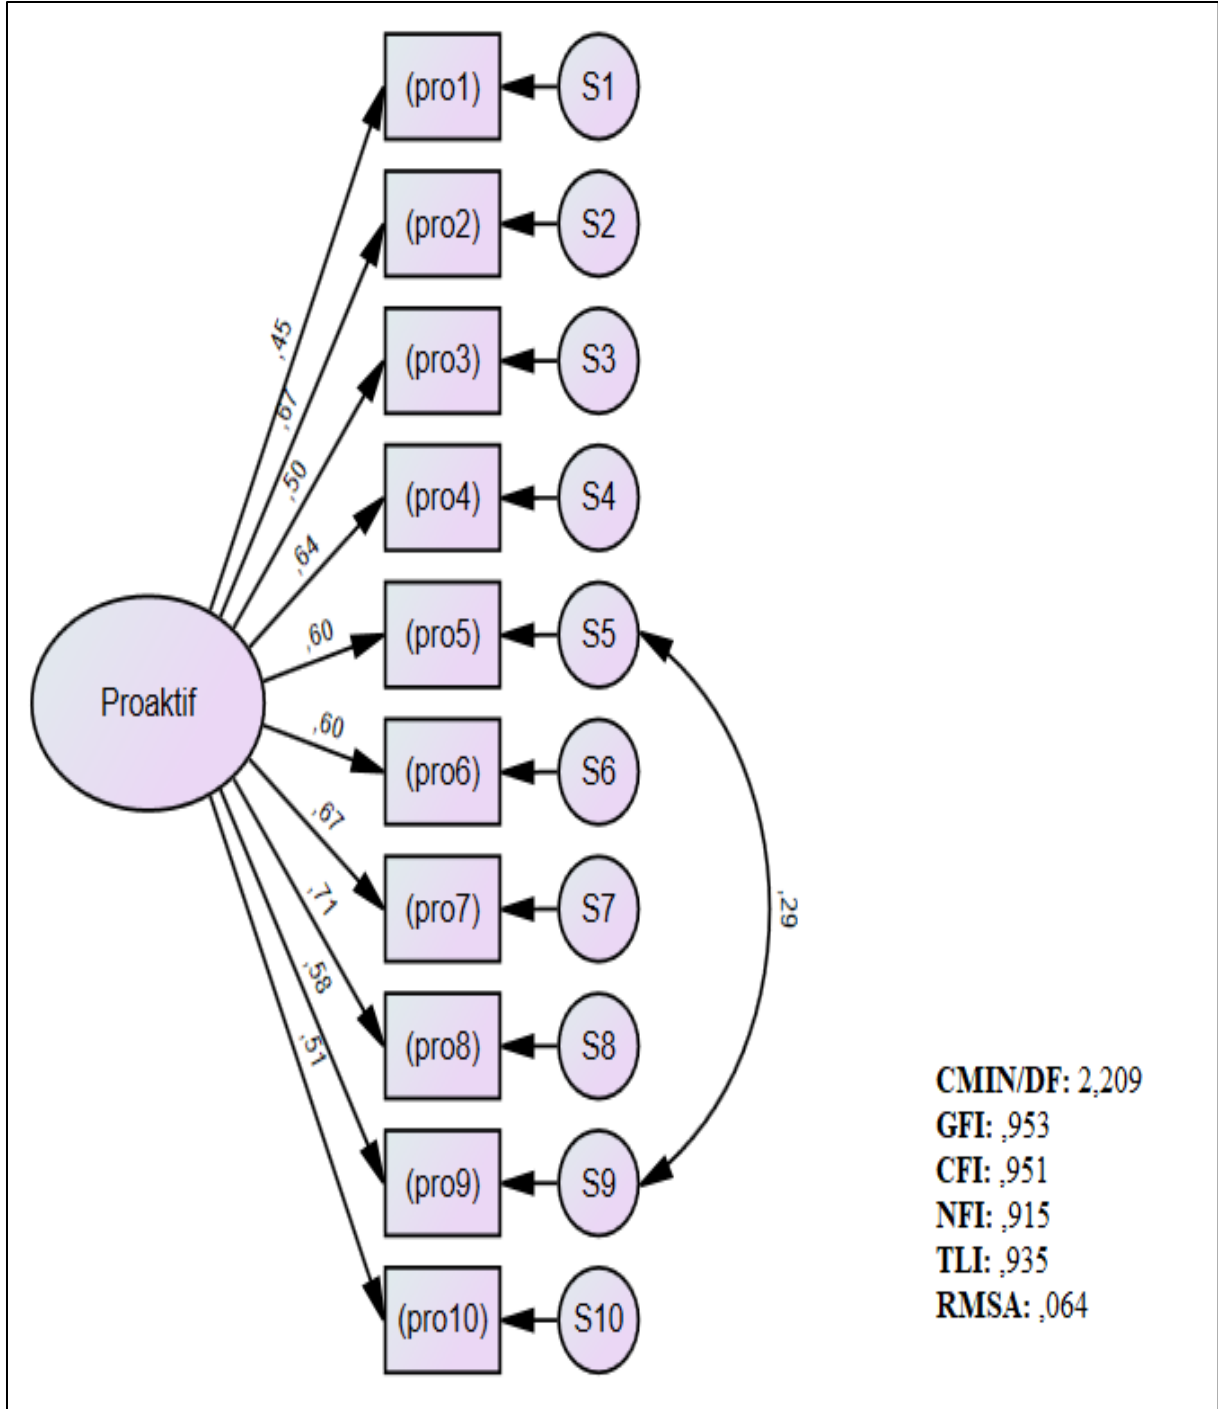 (pro1)
S1
(pro2)
S2
(pro3)
S3
(pro4)
S4
(pro5)
S5
(pro6)
S6
(pro7)
S7
(pro8)
S8
(pro9)
S9
(pro10)
S10
Proaktif
,45
,67
,50
,64
,60
,60
,67
,71
,58
,51
,29
CMIN/DF: 2,209
GFI: ,953
CFI: ,951
NFI: ,915
TLI: ,935
RMSA: ,064